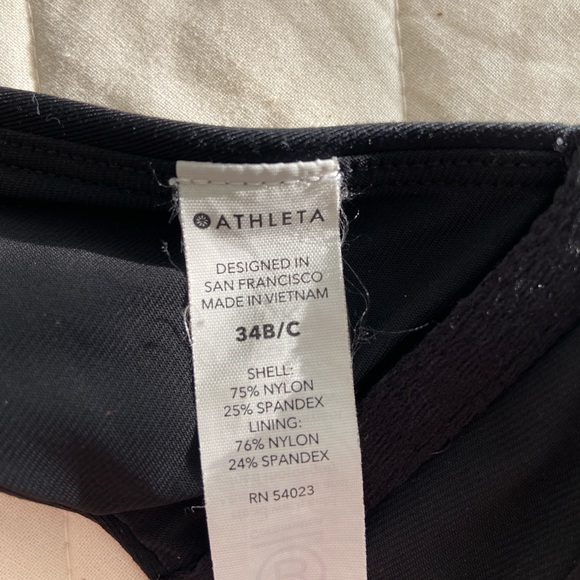 ATHLETA
DESIGNED IN
SAN FRANCISCO
MADE IN VIETNAM
34B/C
SHELL:
75% NYLON
25% SPANDEX
LINING:
76% NYLON
24% SPANDEX
RN 54023